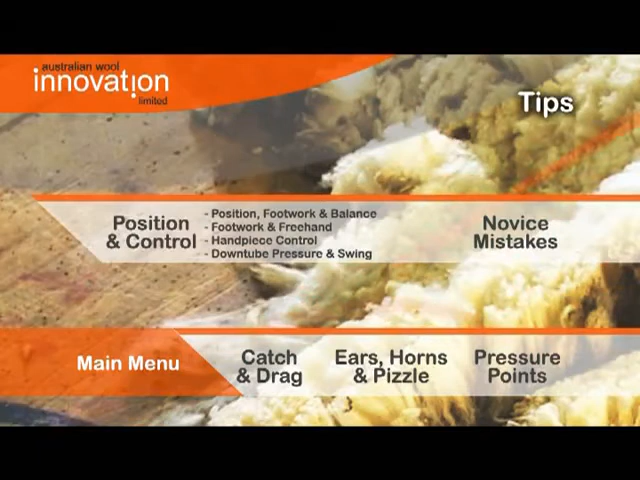 australian wool
innovation
limited
Tips
Position
& Control
- Position, Footwork & Balance
- Footwork & Freehand
- Handpiece Control
- Downtube Pressure & Swing
Novice
Mistakes
Main Menu
Catch
& Drag
Ears, Horns
& Pizzle
Pressure
Points